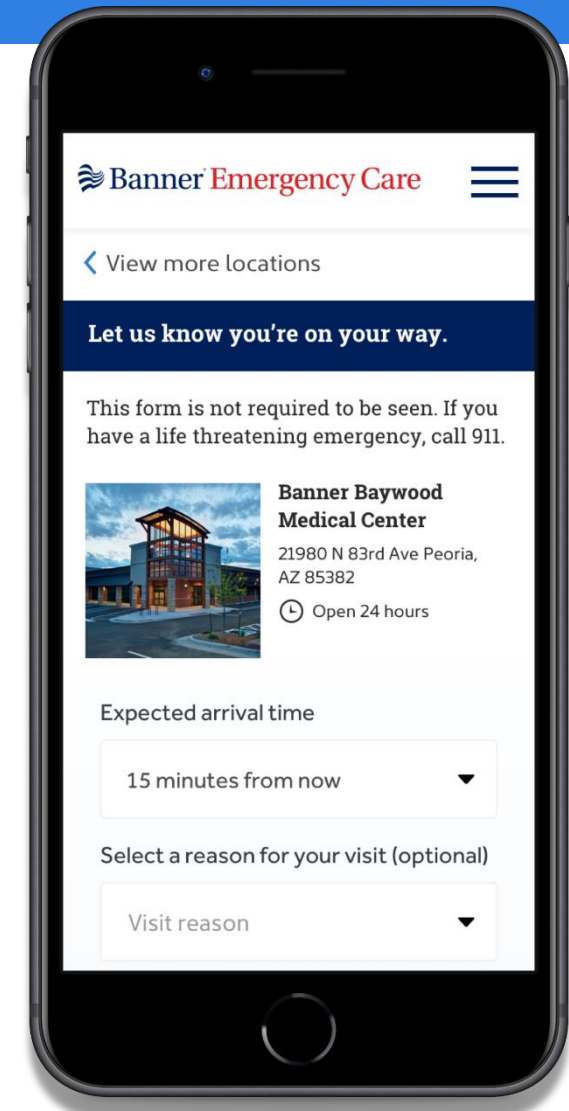 Banner Emergency Care
View more locations
Let us know you’re on your way.
This form is not required to be seen. If you
have a life threatening emergency, call 911.
Banner Baywood
Medical Center
21980 N 83rd Ave Peoria,
AZ 85382
Open 24 hours
Expected arrival time
15 minutes from now
Select a reason for your visit (optional)
Visit reason